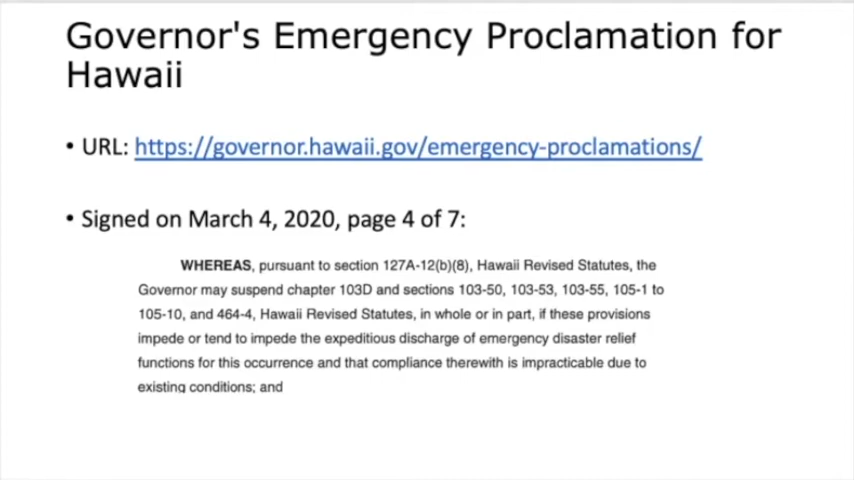 Governor's Emergency Proclamation for
Hawaii
• URL: https://governor.hawaii.gov/emergency-proclamations/
• Signed on March 4, 2020, page 4 of 7:
WHEREAS, pursuant to section 127A-12(b)(8), Hawaii Revised Statutes, the
Governor may suspend chapter 103D and sections 103-50, 103-53, 103-55, 105-1 to
105-10, and 464-4, Hawaii Revised Statutes, in whole or in part, if these provisions
impede or tend to impede the expeditious discharge of emergency disaster relief
functions for this occurrence and that compliance therewith is impracticable due to
existing conditions; and